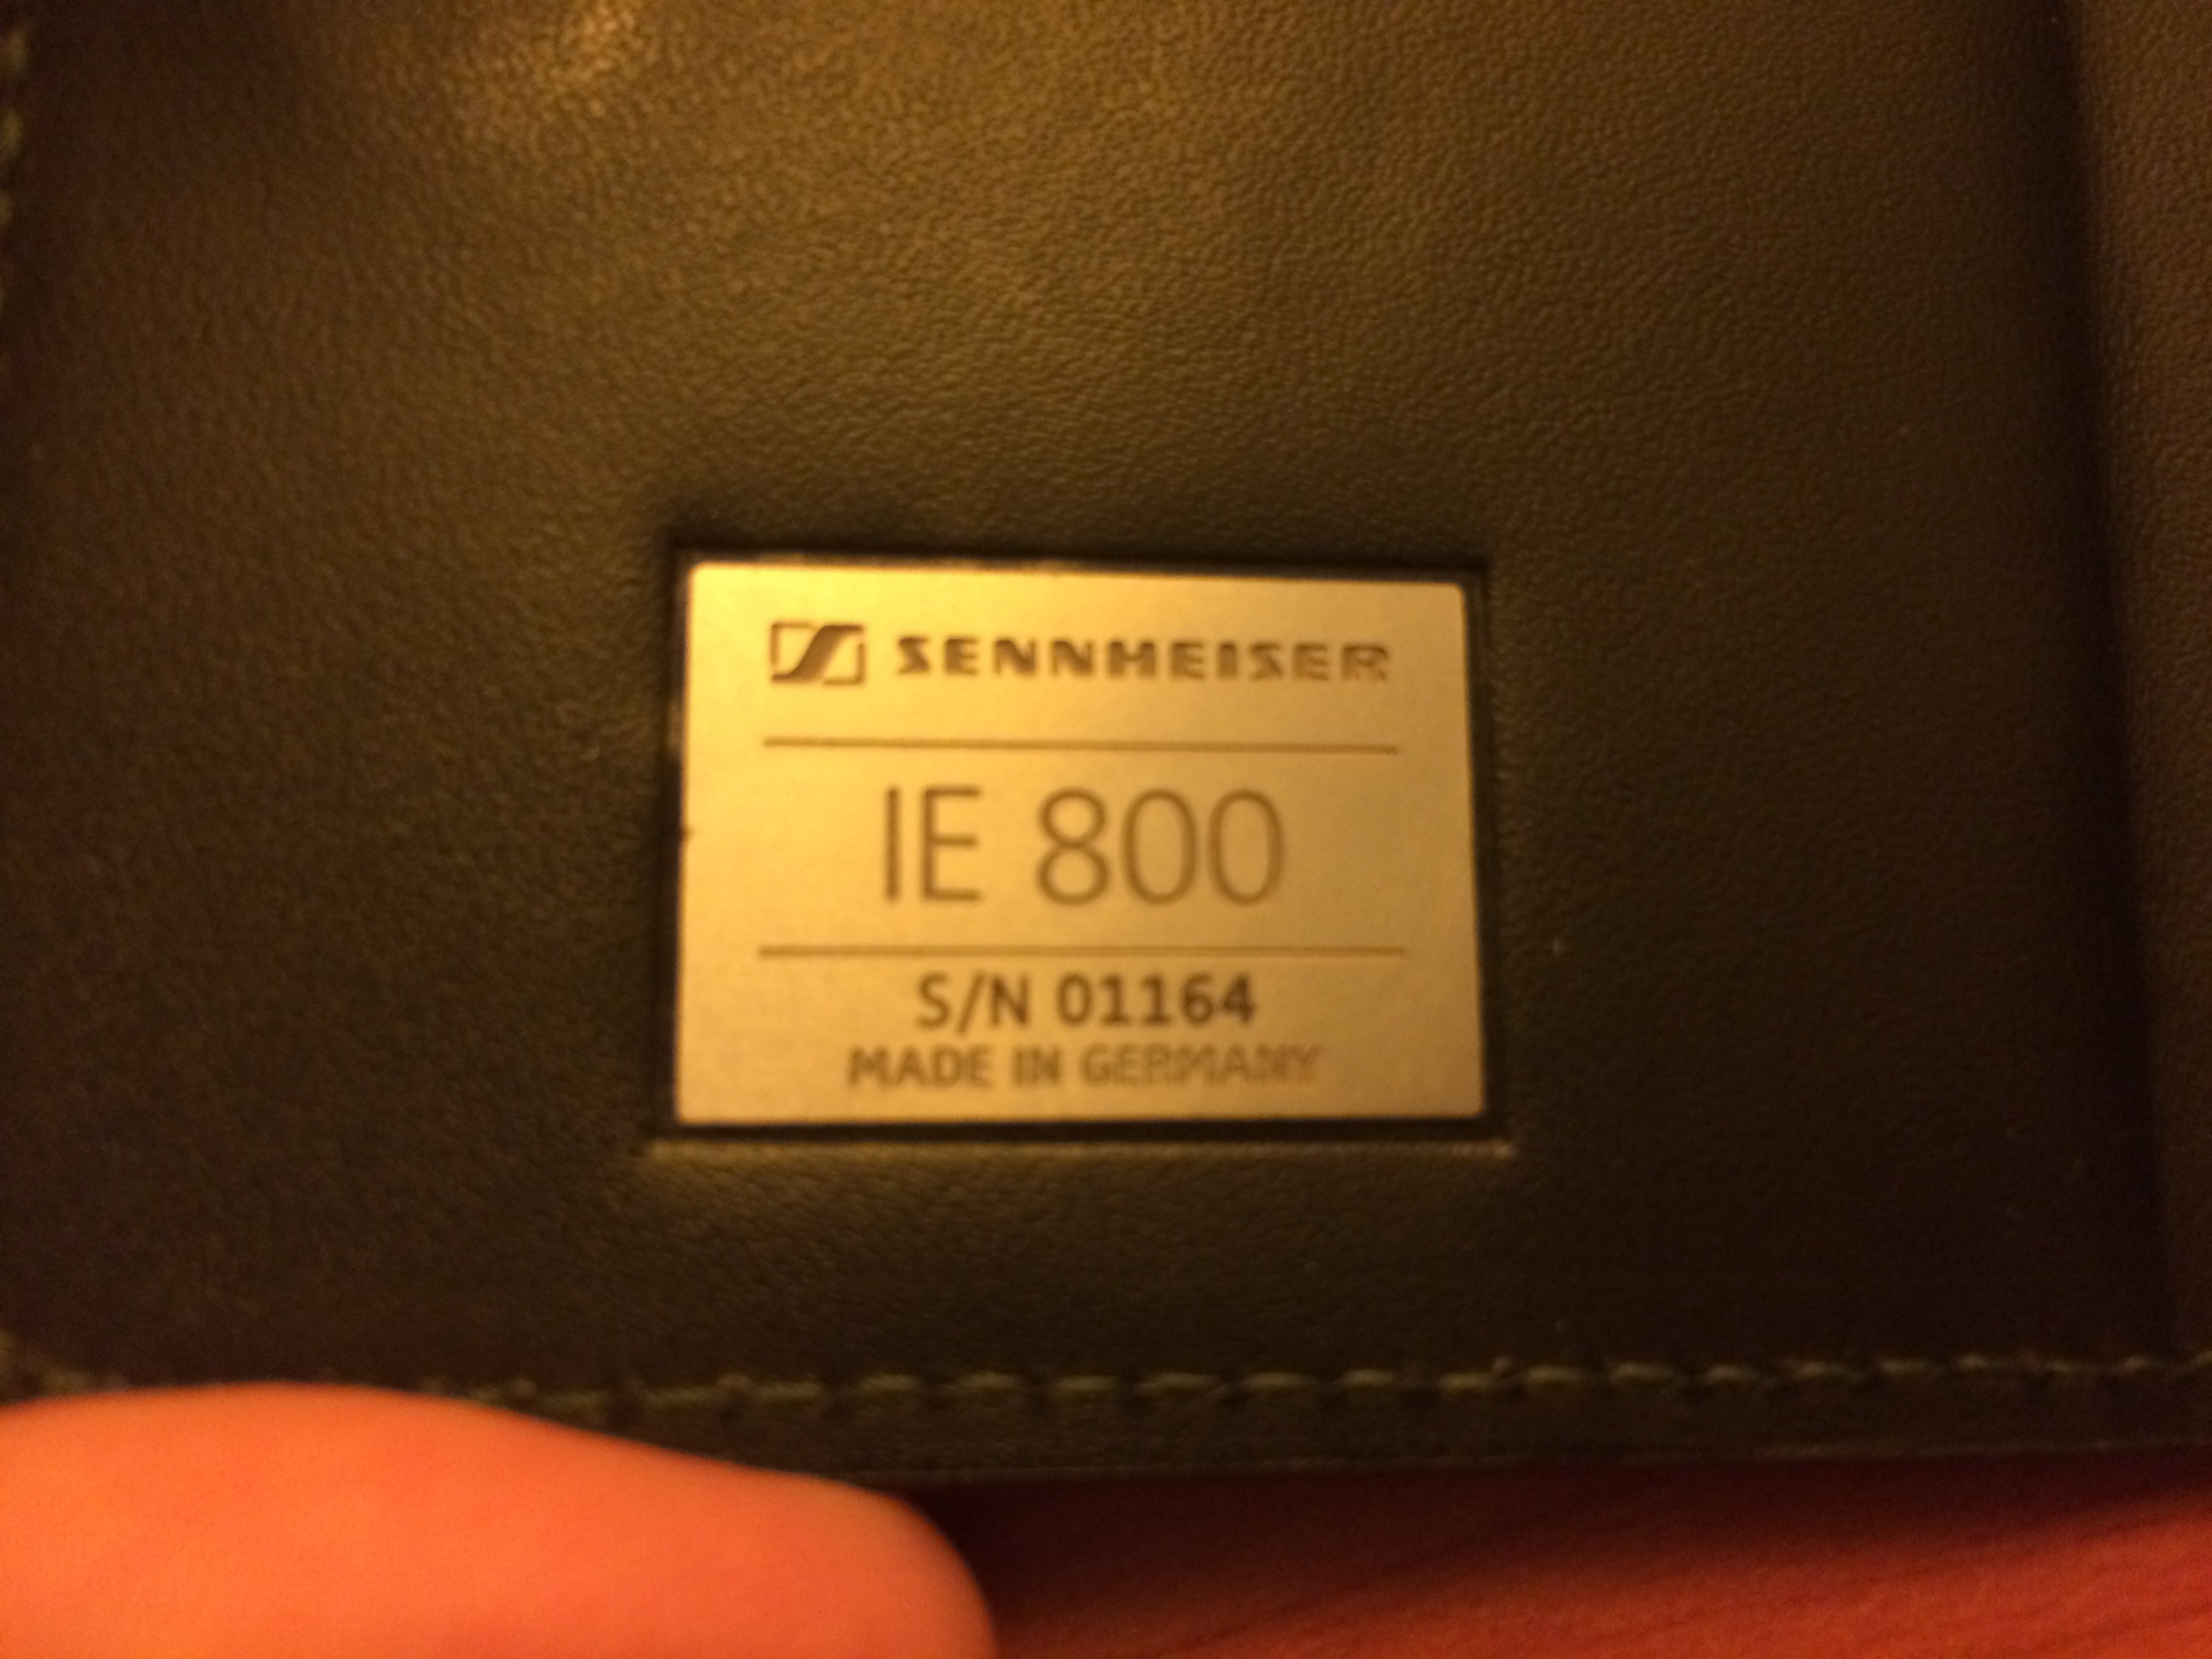 SENNHEISER
IE 800
S/N 01164
MADE IN GERMANY